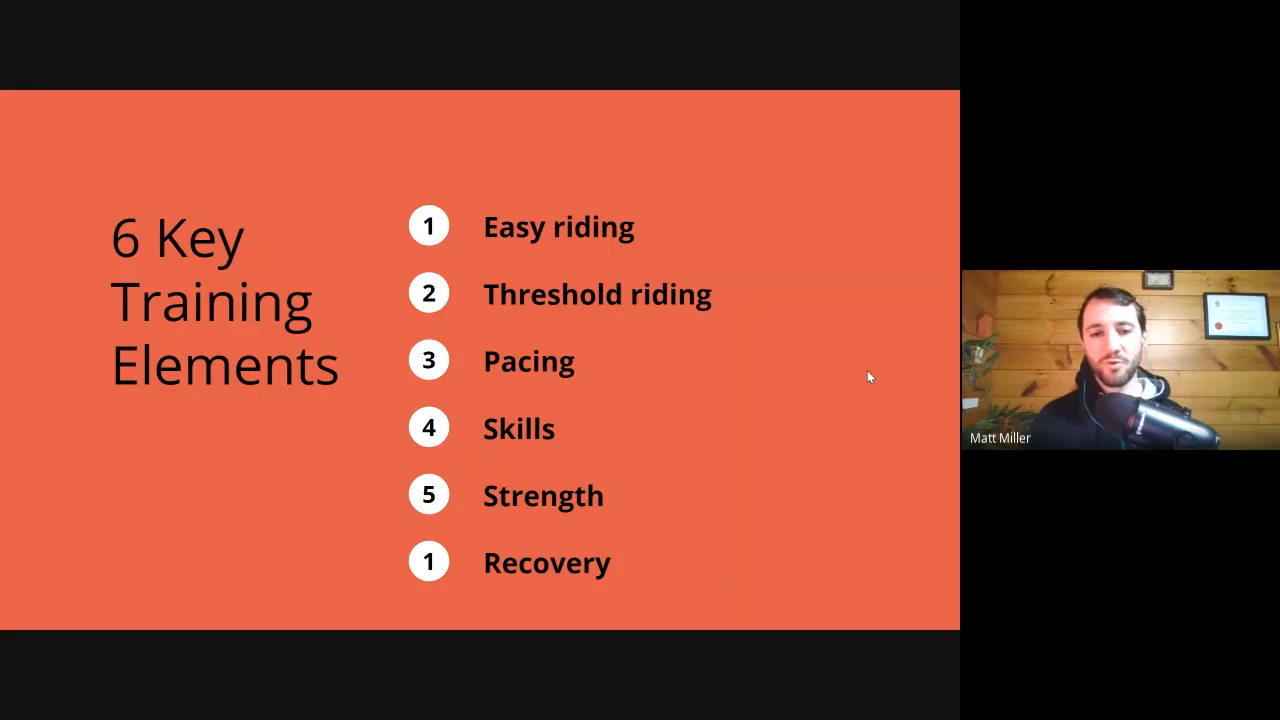 6 Key
Training
Elements
1 Easy riding
2 Threshold riding
3 Pacing
4 Skills
5 Strength
1 Recovery
Matt Miller